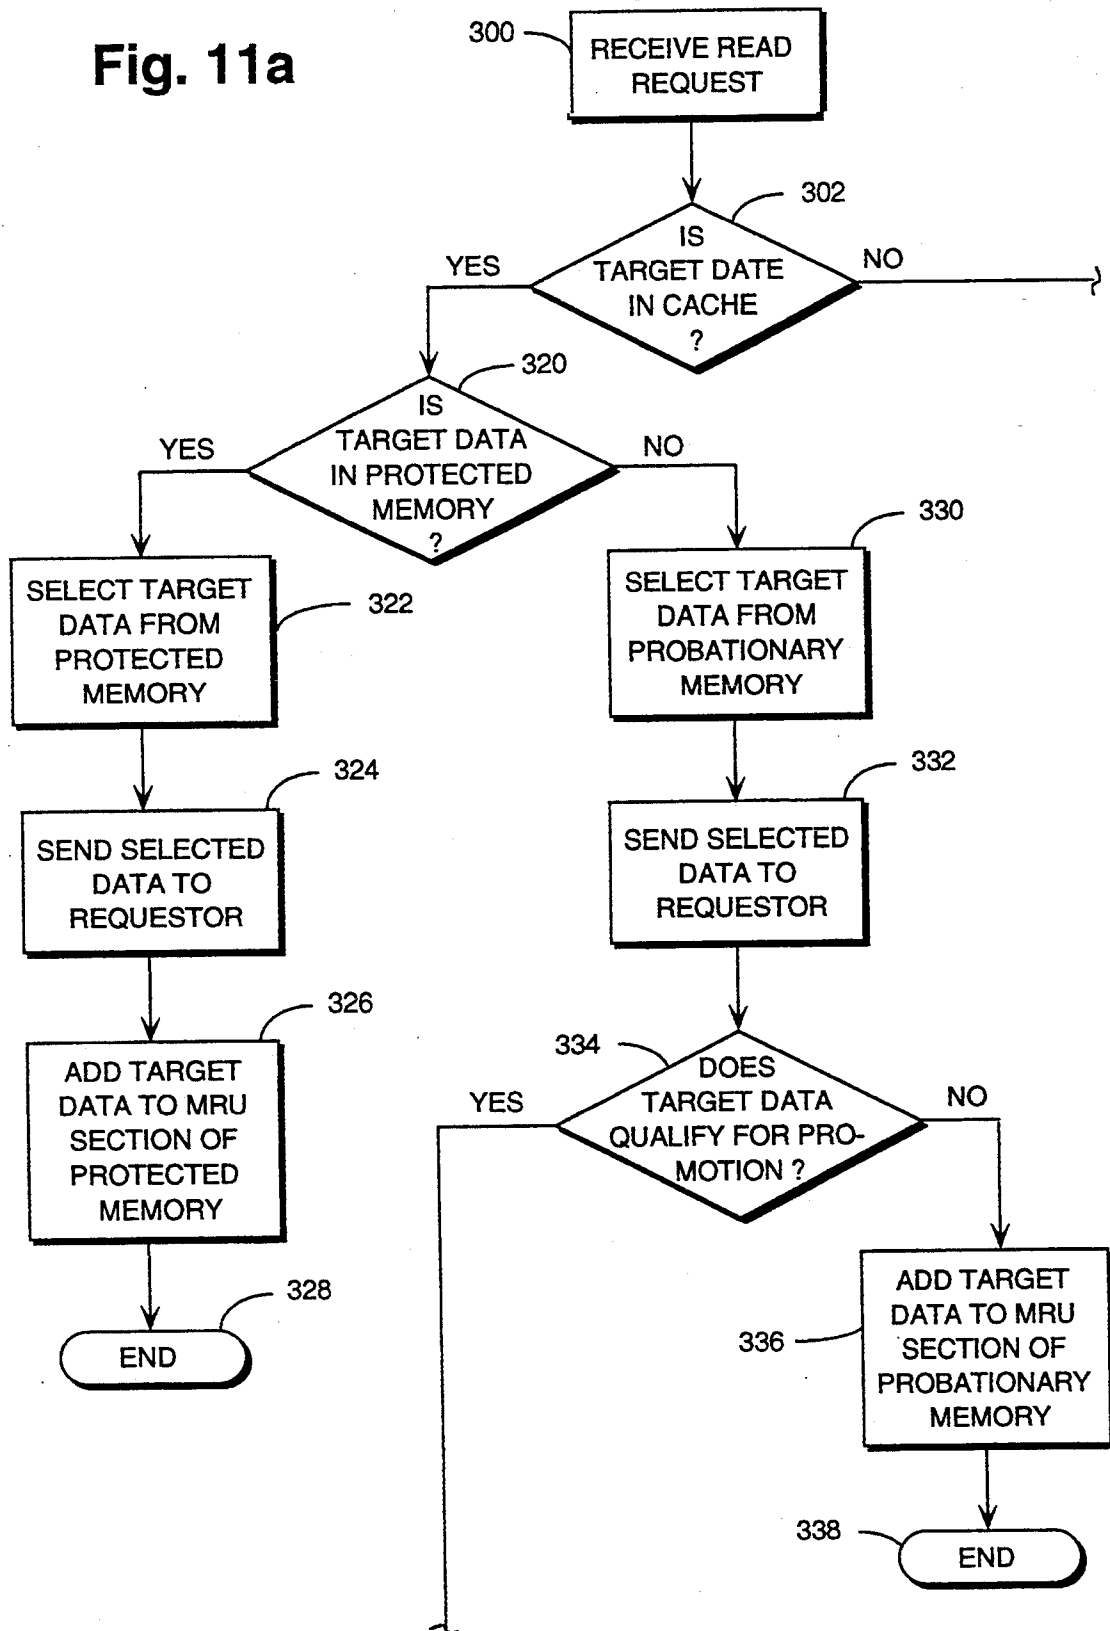 Fig. 11a
300
RECEIVE READ
REQUEST
302
IS
TARGET DATE
IN CACHE
?
YES
NO
320
IS
TARGET DATA
IN PROTECTED
MEMORY
?
YES
NO
322
SELECT TARGET
DATA FROM
PROTECTED
MEMORY
330
SELECT TARGET
DATA FROM
PROBATIONARY
MEMORY
324
SEND SELECTED
DATA TO
REQUESTOR
332
SEND SELECTED
DATA TO
REQUESTOR
326
ADD TARGET
DATA TO MRU
SECTION OF
PROTECTED
MEMORY
334
DOES
TARGET DATA
QUALIFY FOR PRO-
MOTION ?
YES
NO
328
END
336
ADD TARGET
DATA TO MRU
SECTION OF
PROBATIONARY
MEMORY
338
END